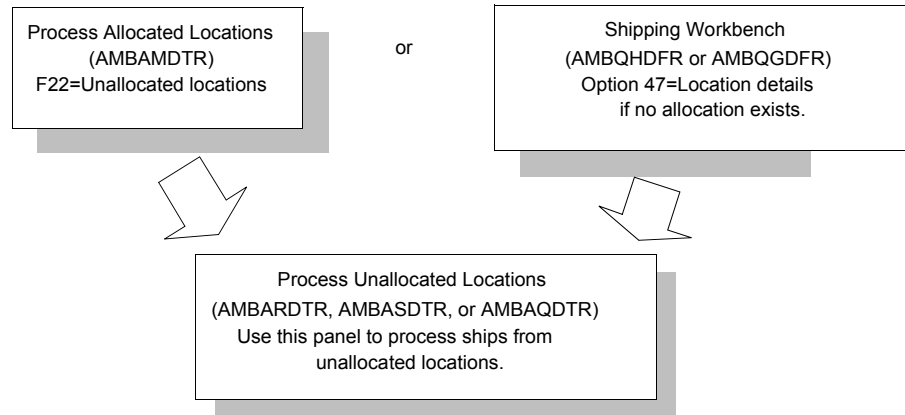 Process Allocated Locations
(AMBAMDTR)
F22=Unallocated locations
or
Shipping Workbench
(AMBQHDFR or AMBQGDFR)
Option 47=Location details
if no allocation exists.
Process Unallocated Locations
(AMBARDTR, AMBASDTR, or AMBAQDTR)
Use this panel to process ships from
unallocated locations.